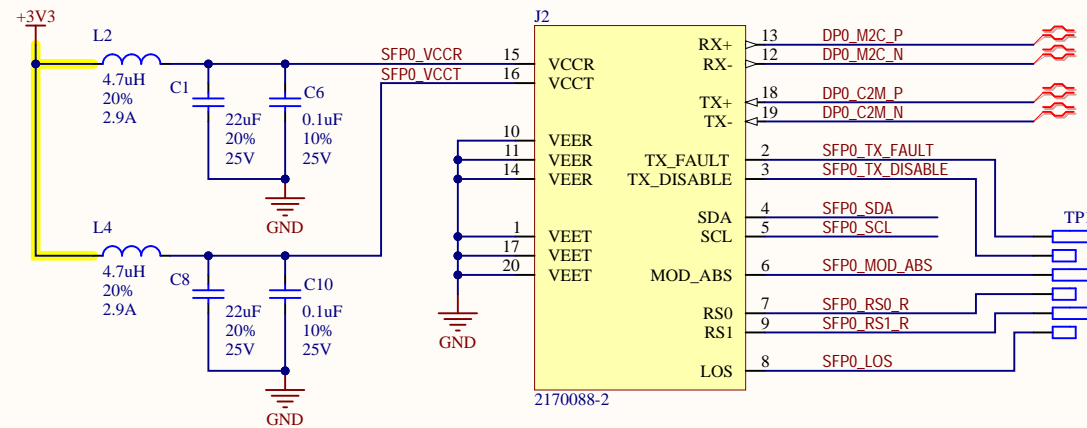 +3V3
L2
4.7uH
20%
2.9A
C1
22uF
20%
25V
C6
0.1uF
10%
25V
GND
L4
4.7uH
20%
2.9A
C8
22uF
20%
25V
C10
0.1uF
10%
25V
GND
SFP0_VCCR
SFP0_VCCT
GND
J2
15 VCCR
16 VCCT
10 VEER
11 VEER
14 VEER
1 VEET
17 VEET
20 VEET
RX+ 13 DP0_M2C_P
RX- 12 DP0_M2C_N
TX+ 18 DP0_C2M_P
TX- 19 DP0_C2M_N
TX_FAULT 2 SFP0_TX_FAULT
TX_DISABLE 3 SFP0_TX_DISABLE
SDA 4 SFP0_SDA
SCL 5 SFP0_SCL
MOD_ABS 6 SFP0_MOD_ABS
RS0 7 SFP0_RS0_R
RS1 9 SFP0_RS1_R
LOS 8 SFP0_LOS
2170088-2